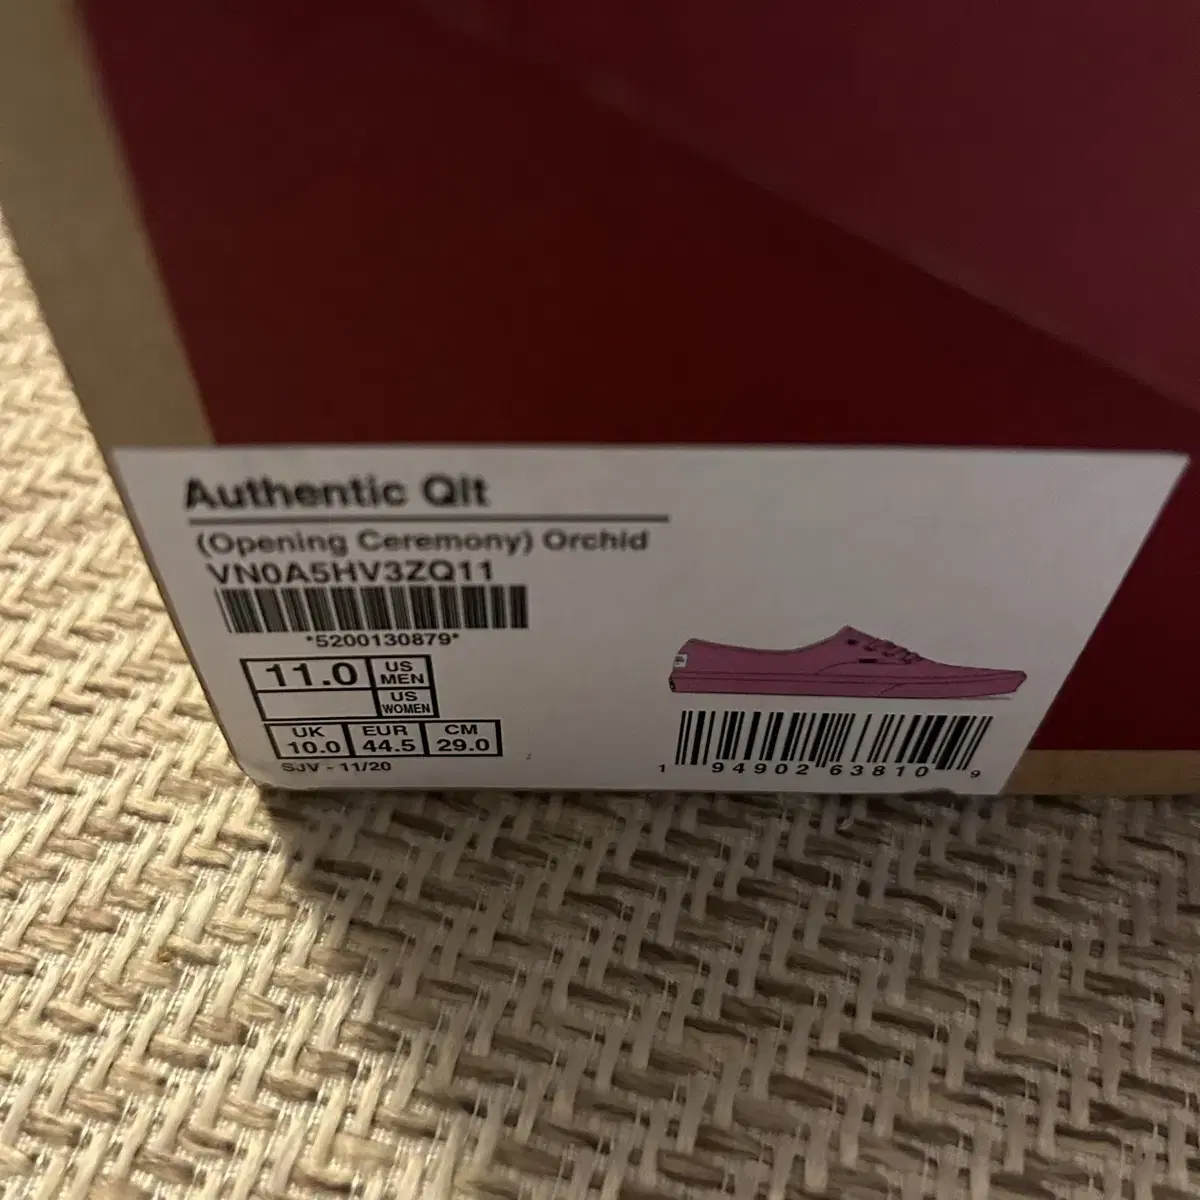 Authentic Qlt
(Opening Ceremony) Orchid
VN0A5HV3ZQ11
*5200130879*
11.0 US MEN
US WOMEN
UK EUR CM
10.0 44.5 29.0
SJV - 11/20
1 94902 63810 9